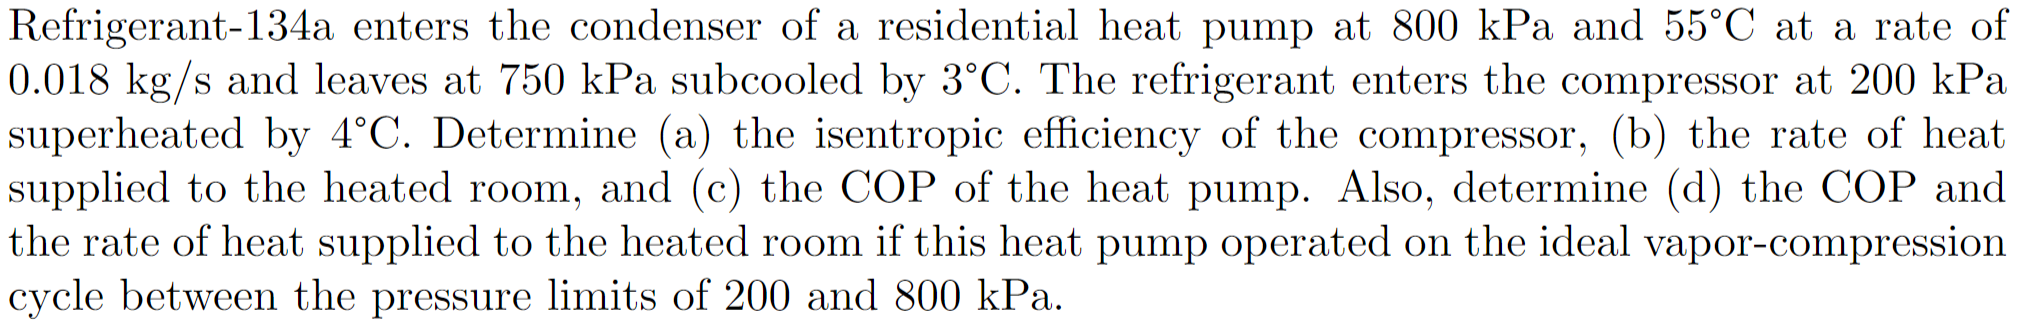 Refrigerant-134a enters the condenser of a residential heat pump at 800 kPa and 55°C at a rate of
0.018 kg/s and leaves at 750 kPa subcooled by 3°C. The refrigerant enters the compressor at 200 kPa
superheated by 4°C. Determine (a) the isentropic efficiency of the compressor, (b) the rate of heat
supplied to the heated room, and (c) the COP of the heat pump. Also, determine (d) the COP and
the rate of heat supplied to the heated room if this heat pump operated on the ideal vapor-compression
cycle between the pressure limits of 200 and 800 kPa.